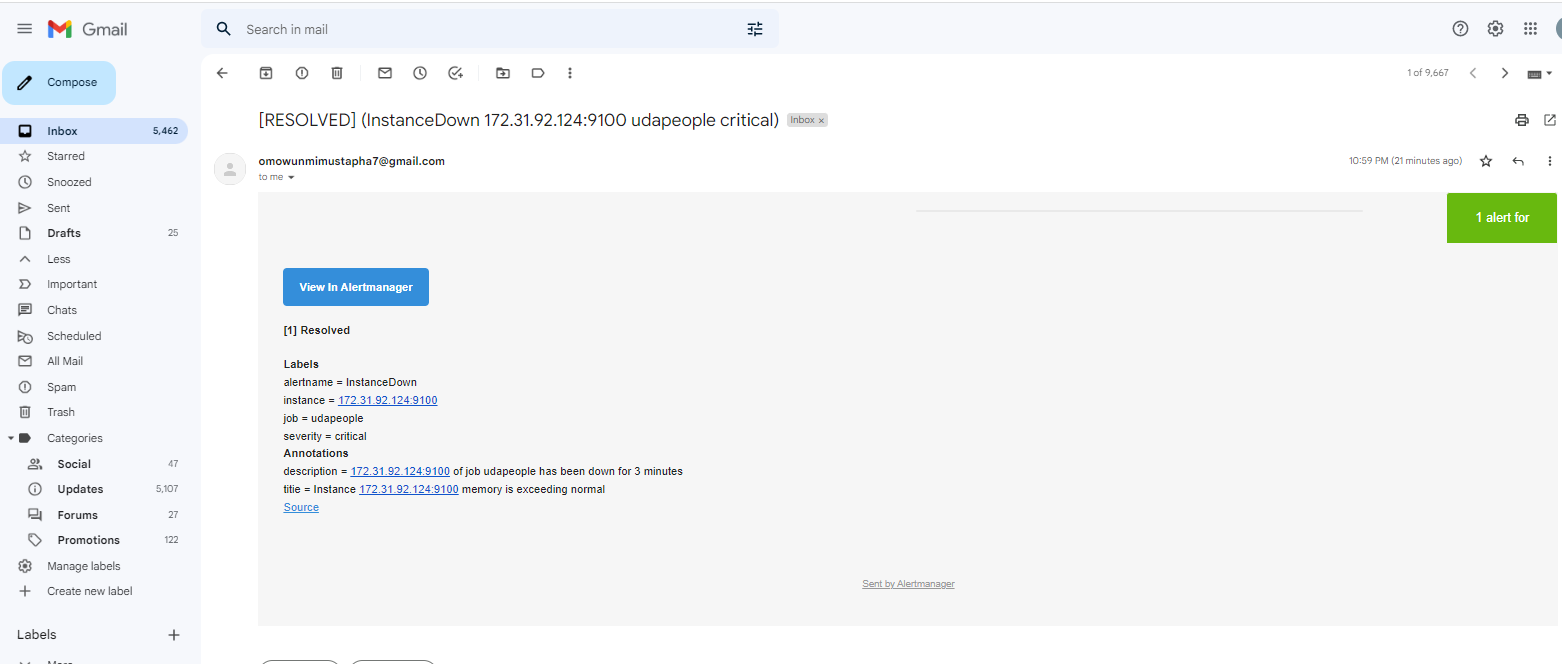 Gmail
Search in mail
Compose
1 of 9,667
Inbox 5,462
Starred
Snoozed
Sent
Drafts 25
Less
Important
Chats
Scheduled
All Mail
Spam
Trash
Categories
Social 47
Updates 5,107
Forums 27
Promotions 122
Manage labels
Create new label
Labels
[RESOLVED] (InstanceDown 172.31.92.124:9100 udapeople critical) Inbox x
omowunmimustapha7@gmail.com 10:59 PM (21 minutes ago)
to me
1 alert for
View In Alertmanager
[1] Resolved
Labels
alertname = InstanceDown
instance = 172.31.92.124:9100
job = udapeople
severity = critical
Annotations
description = 172.31.92.124:9100 of job udapeople has been down for 3 minutes
titie = Instance 172.31.92.124:9100 memory is exceeding normal
Source
Sent by Alertmanager